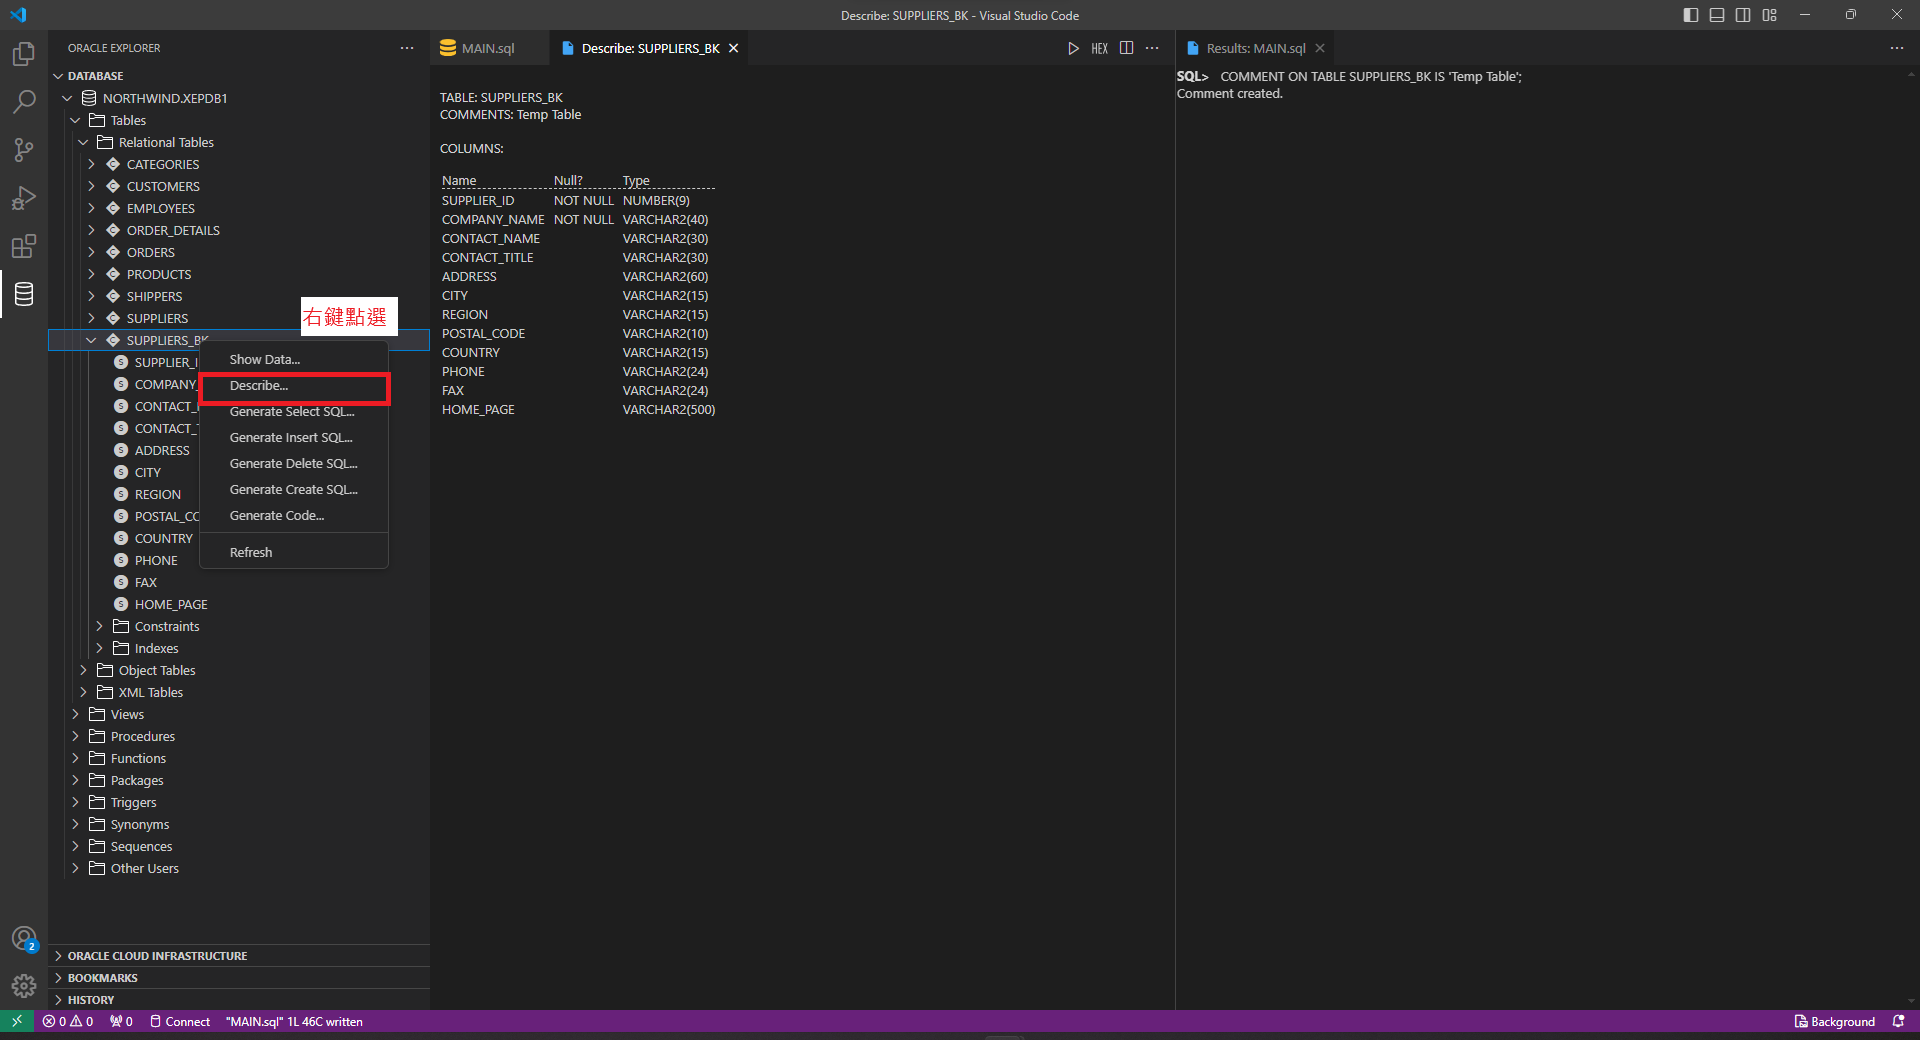 Describe: SUPPLIERS_BK - Visual Studio Code
ORACLE EXPLORER
DATABASE
NORTHWIND.XEPDB1
Tables
Relational Tables
CATEGORIES
CUSTOMERS
EMPLOYEES
ORDER_DETAILS
ORDERS
PRODUCTS
SHIPPERS
SUPPLIERS
右鍵點選
SUPPLIERS_BK
SUPPLIER_I
COMPANY_
CONTACT_
CONTACT_T
ADDRESS
CITY
REGION
POSTAL_CO
COUNTRY
PHONE
FAX
HOME_PAGE
Constraints
Indexes
Object Tables
XML Tables
Views
Procedures
Functions
Packages
Triggers
Synonyms
Sequences
Other Users
ORACLE CLOUD INFRASTRUCTURE
BOOKMARKS
HISTORY
Show Data...
Describe...
Generate Select SQL...
Generate Insert SQL...
Generate Delete SQL...
Generate Create SQL...
Generate Code...
Refresh
MAIN.sql
Describe: SUPPLIERS_BK
HEX
TABLE: SUPPLIERS_BK
COMMENTS: Temp Table
COLUMNS:
Name Null? Type
SUPPLIER_ID NOT NULL NUMBER(9)
COMPANY_NAME NOT NULL VARCHAR2(40)
CONTACT_NAME VARCHAR2(30)
CONTACT_TITLE VARCHAR2(30)
ADDRESS VARCHAR2(60)
CITY VARCHAR2(15)
REGION VARCHAR2(15)
POSTAL_CODE VARCHAR2(10)
COUNTRY VARCHAR2(15)
PHONE VARCHAR2(24)
FAX VARCHAR2(24)
HOME_PAGE VARCHAR2(500)
Results: MAIN.sql
SQL> COMMENT ON TABLE SUPPLIERS_BK IS 'Temp Table';
Comment created.
2
0 0 0 Connect "MAIN.sql" 1L 46C written
Background